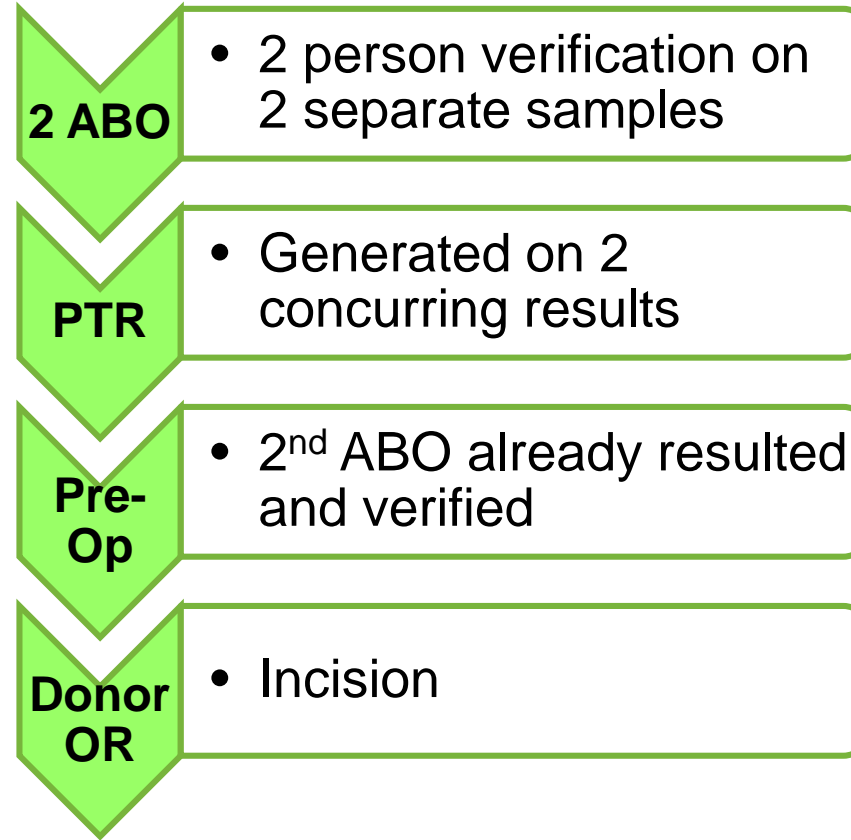 2 ABO
• 2 person verification on
2 separate samples
PTR
• Generated on 2
concurring results
Pre-
Op
• 2nd ABO already resulted
and verified
Donor
OR
• Incision